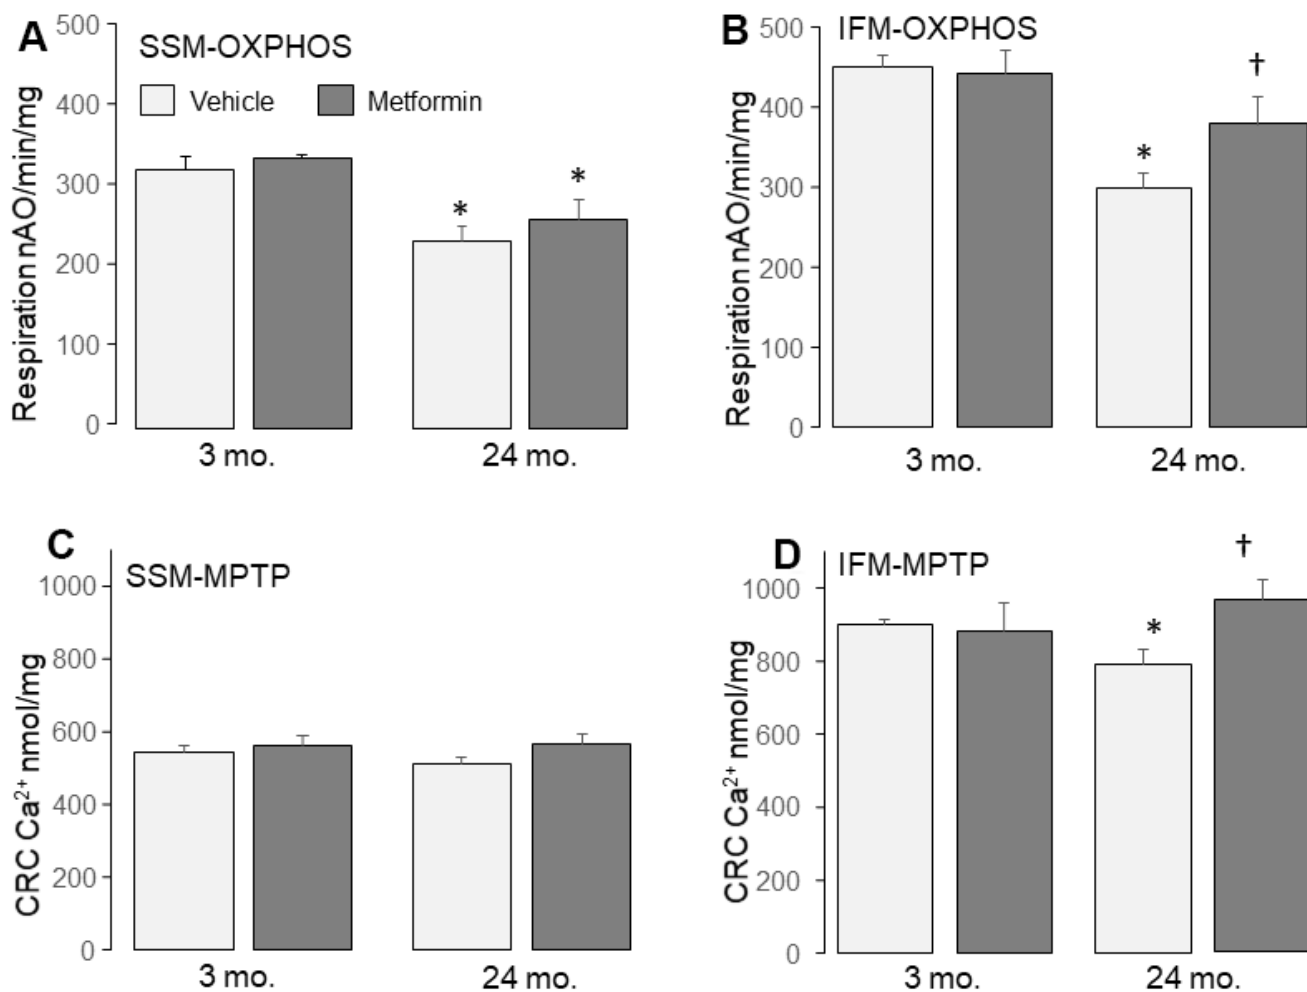 A
SSM-OXPHOS
Vehicle
Metformin
Respiration nAO/min/mg
500
400
300
200
100
0
*
*
3 mo.
24 mo.
B
IFM-OXPHOS
Respiration nAO/min/mg
500
400
300
200
100
0
*
†
3 mo.
24 mo.
C
SSM-MPTP
CRC Ca²⁺ nmol/mg
1000
800
600
400
200
0
3 mo.
24 mo.
D
IFM-MPTP
CRC Ca²⁺ nmol/mg
1000
800
600
400
200
0
*
†
3 mo.
24 mo.